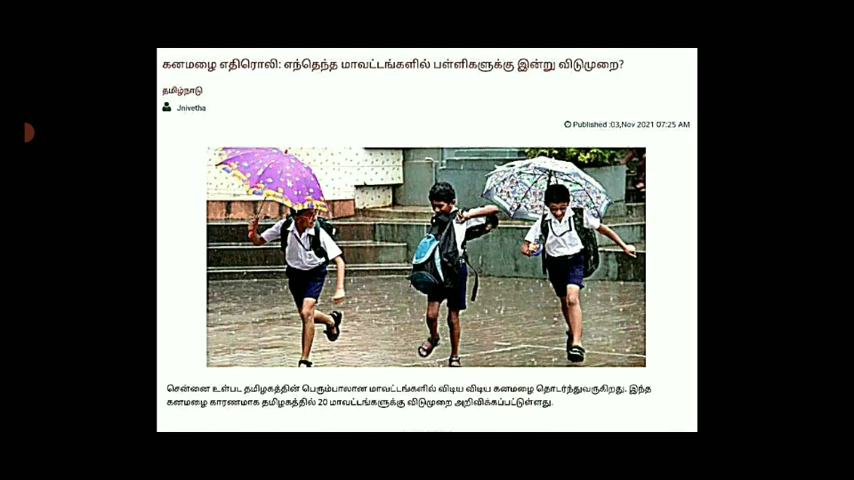 கனமழை எதிரொலி: எந்தெந்த மாவட்டங்களில் பள்ளிகளுக்கு இன்று விடுமுறை?
தமிழ்நாடு
Jnivetha
Published :03,Nov 2021 07:25 AM
சென்னை உள்பட தமிழகத்தின் பெரும்பாலான மாவட்டங்களில் விடிய விடிய கனமழை தொடர்ந்துவருகிறது. இந்த
கனமழை காரணமாக தமிழகத்தில் 20 மாவட்டங்களுக்கு விடுமுறை அறிவிக்கப்பட்டுள்ளது.